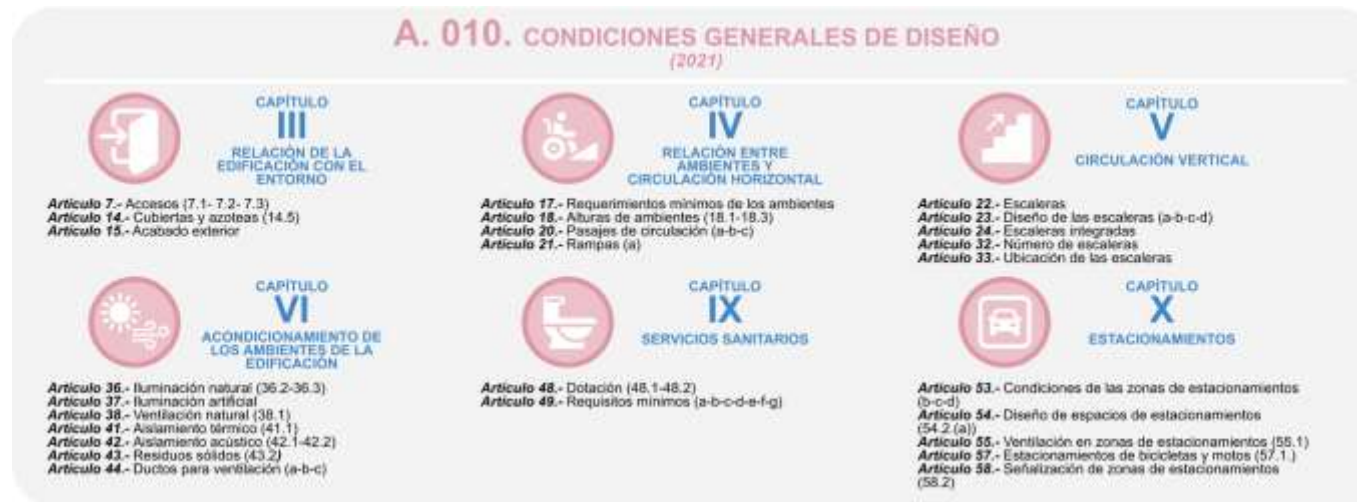 A. 010. CONDICIONES GENERALES DE DISEÑO
(2021)
CAPÍTULO
III
RELACIÓN DE LA
EDIFICACIÓN CON EL
ENTORNO
Artículo 7.- Accesos (7.1- 7.2- 7.3)
Artículo 14.- Cubiertas y azoteas (14.5)
Artículo 15.- Acabado exterior
CAPÍTULO
IV
RELACIÓN ENTRE
AMBIENTES Y
CIRCULACIÓN HORIZONTAL
Artículo 17.- Requerimientos mínimos de los ambientes
Artículo 18.- Alturas de ambientes (18.1-18.3)
Artículo 20.- Pasajes de circulación (a-b-c)
Artículo 21.- Rampas (a)
CAPÍTULO
V
CIRCULACIÓN VERTICAL
Artículo 22.- Escaleras
Artículo 23.- Diseño de las escaleras (a-b-c-d)
Artículo 24.- Escaleras integradas
Artículo 32.- Número de escaleras
Artículo 33.- Ubicación de las escaleras
CAPÍTULO
VI
ACONDICIONAMIENTO DE
LOS AMBIENTES DE LA
EDIFICACIÓN
Artículo 36.- Iluminación natural (36.2-36.3)
Artículo 37.- Iluminación artificial
Artículo 38.- Ventilación natural (38.1)
Artículo 41.- Aislamiento térmico (41.1)
Artículo 42.- Aislamiento acústico (42.1-42.2)
Artículo 43.- Residuos sólidos (43.2)
Artículo 44.- Ductos para ventilación (a-b-c)
CAPÍTULO
IX
SERVICIOS SANITARIOS
Artículo 48.- Dotación (48.1-48.2)
Artículo 49.- Requisitos mínimos (a-b-c-d-e-f-g)
CAPÍTULO
X
ESTACIONAMIENTOS
Artículo 53.- Condiciones de las zonas de estacionamientos
(b-c-d)
Artículo 54.- Diseño de espacios de estacionamientos
(54.2.(a))
Artículo 55.- Ventilación en zonas de estacionamientos (55.1)
Artículo 57.- Estacionamientos de bicicletas y motos (57.1.)
Artículo 58.- Señalización de zonas de estacionamientos
(58.2)